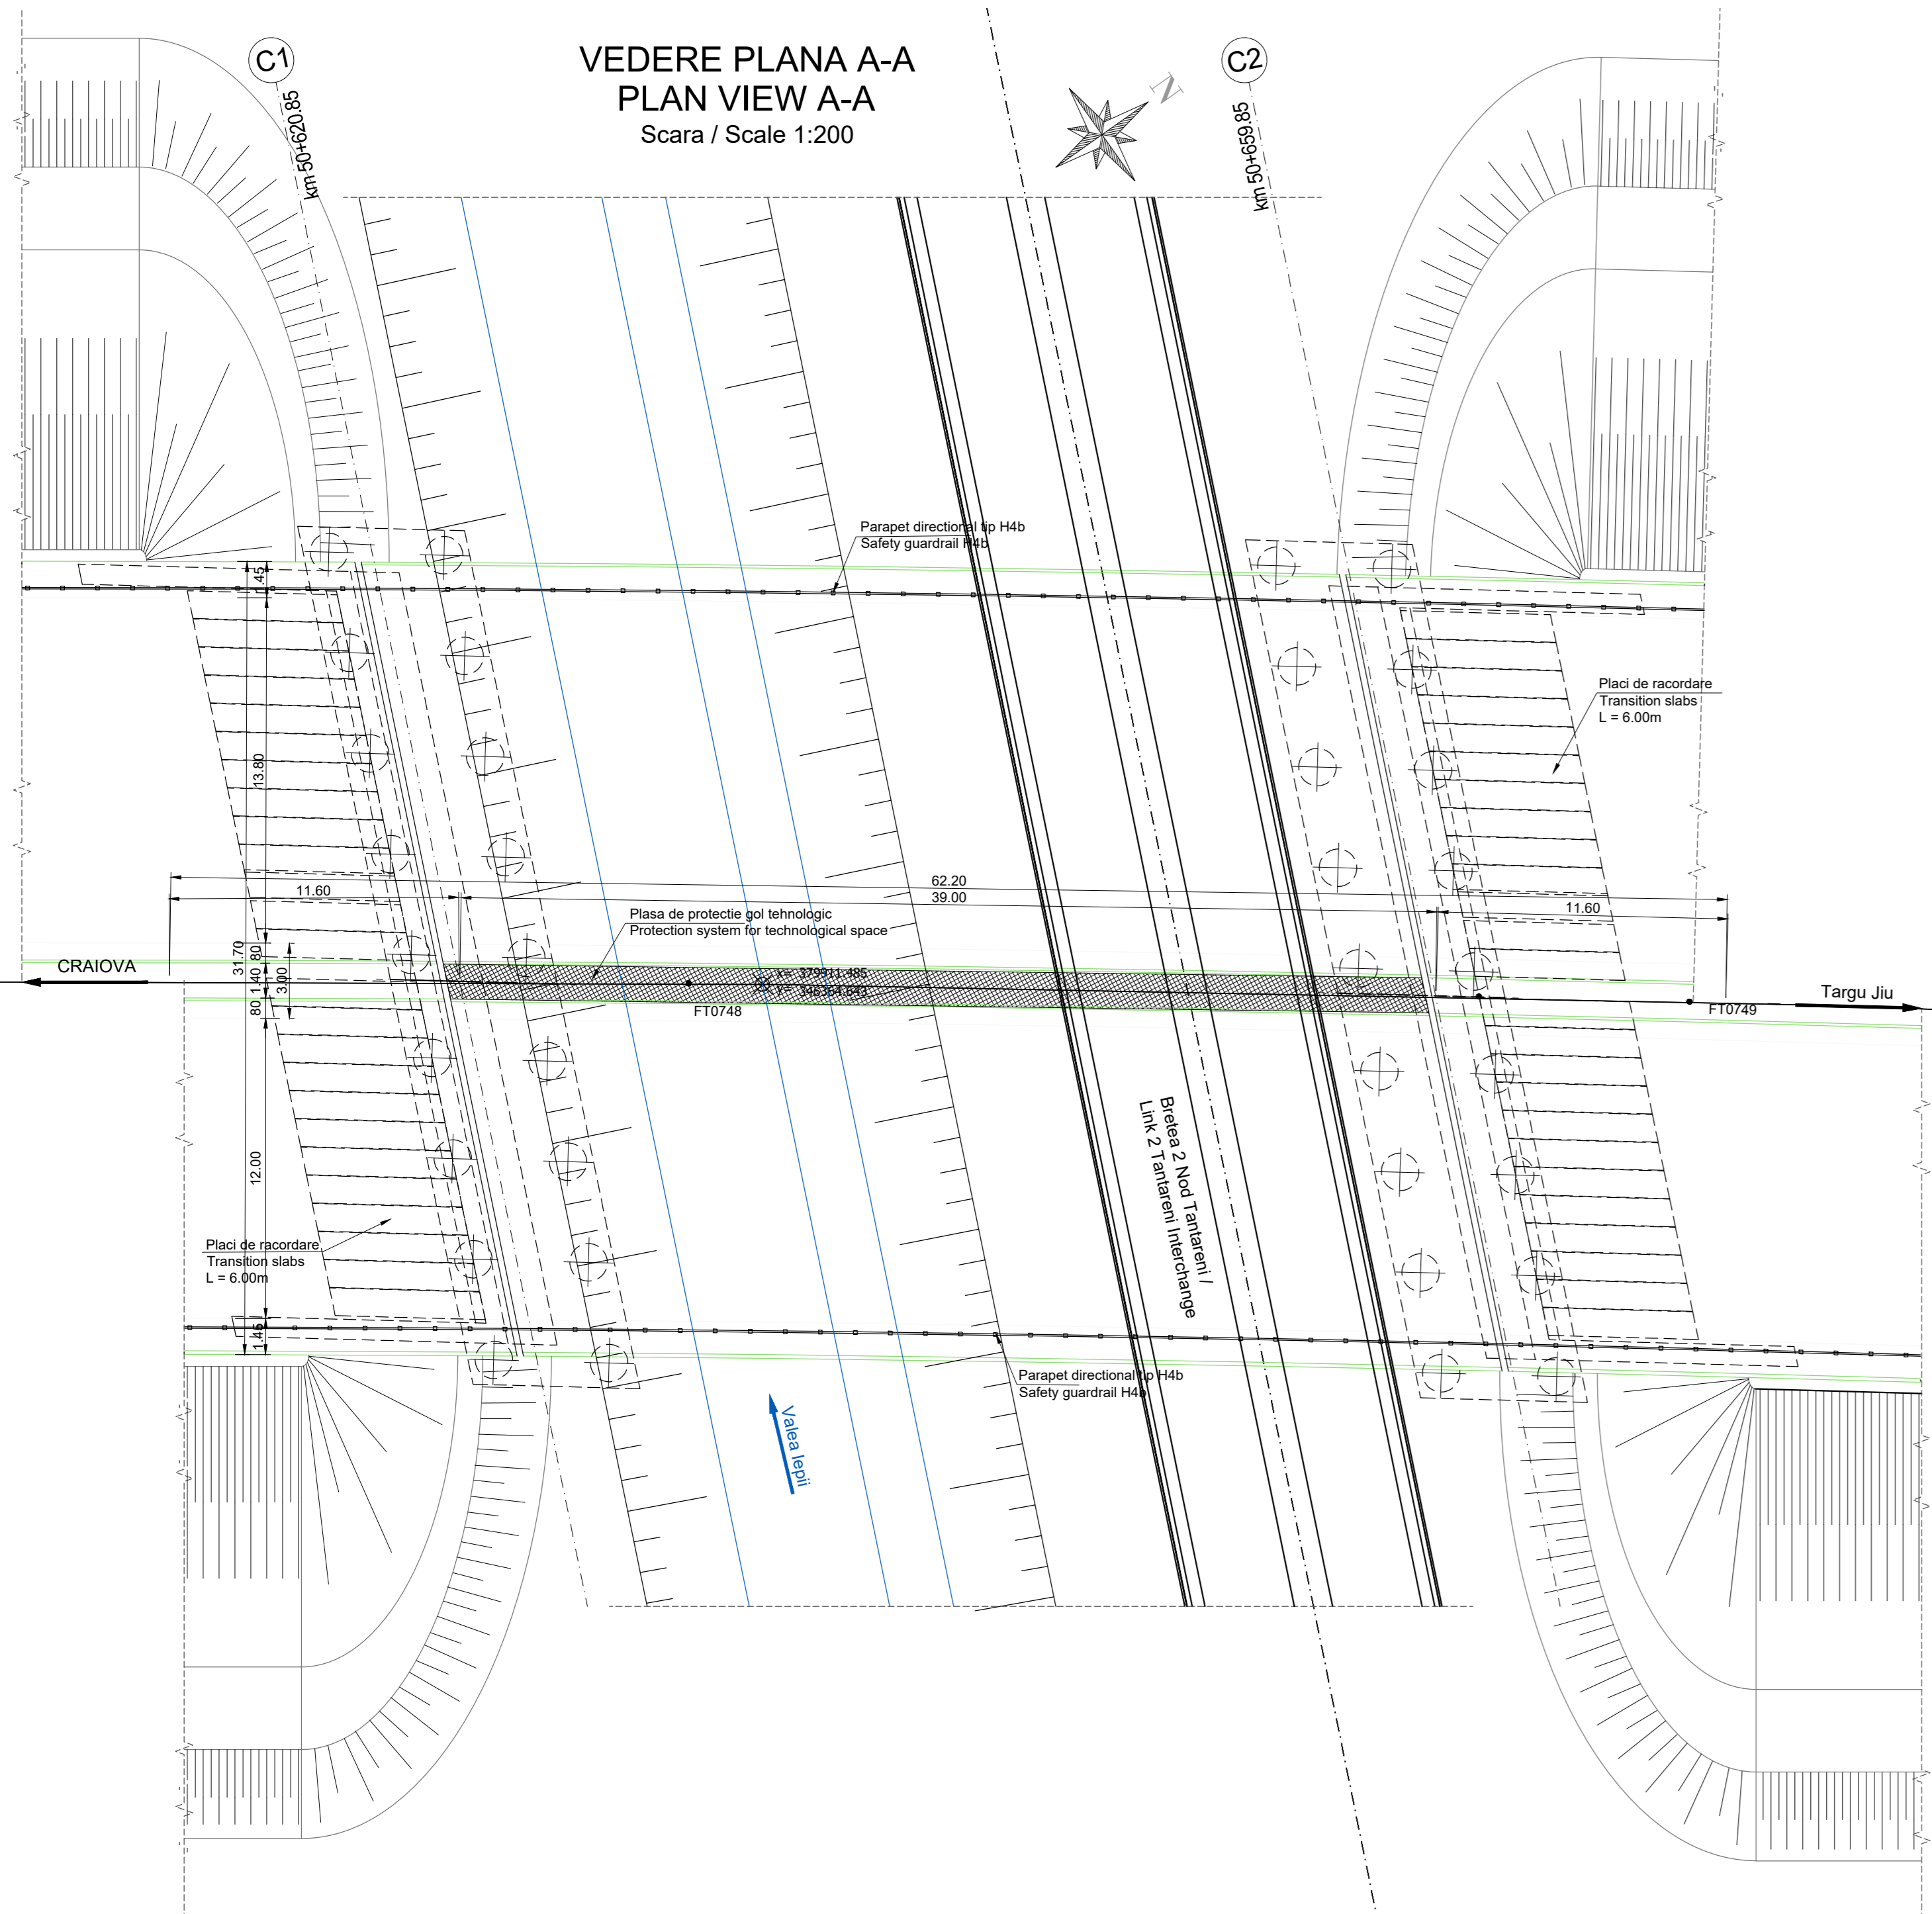 VEDERE PLANA A-A
PLAN VIEW A-A
Scara / Scale 1:200
C1
km 50+620.85
C2
km 50+659.85
N
Parapet directional tip H4b
Safety guardrail H4b
Placi de racordare
Transition slabs
L = 6.00m
1.45
13.80
31.70
80
1.40
80
3.00
12.00
1.45
62.20
11.60
39.00
11.60
Plasa de protectie gol tehnologic
Protection system for technological space
CRAIOVA
x= 379911.485
y= 346364.643
FT0748
Targu Jiu
FT0749
Bretea 2 Nod Tantareni /
Link 2 Tantareni Interchange
Placi de racordare
Transition slabs
L = 6.00m
Parapet directional tip H4b
Safety guardrail H4b
Valea Iepii